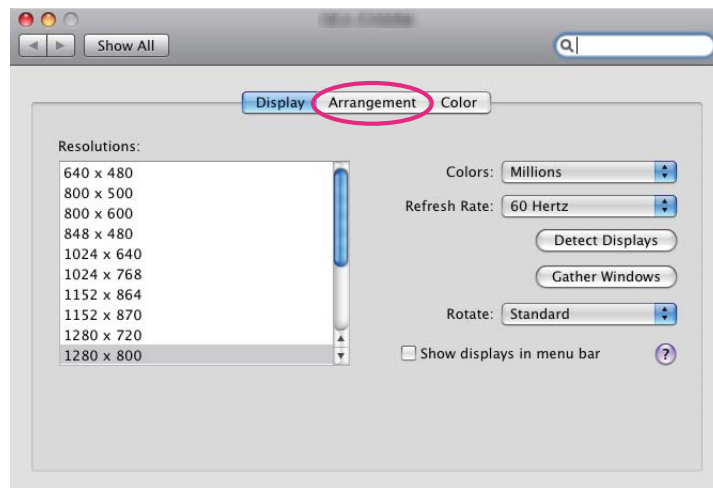 Show All
Display Arrangement Color
Resolutions:
640 x 480
800 x 500
800 x 600
848 x 480
1024 x 640
1024 x 768
1152 x 864
1152 x 870
1280 x 720
1280 x 800
Colors: Millions
Refresh Rate: 60 Hertz
Detect Displays
Gather Windows
Rotate: Standard
Show displays in menu bar ?